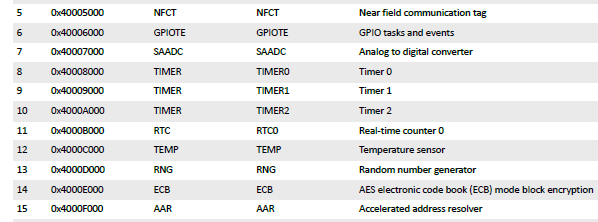 5 0x40005000 NFCT NFCT Near field communication tag
6 0x40006000 GPIOTE GPIOTE GPIO tasks and events
7 0x40007000 SAADC SAADC Analog to digital converter
8 0x40008000 TIMER TIMER0 Timer 0
9 0x40009000 TIMER TIMER1 Timer 1
10 0x4000A000 TIMER TIMER2 Timer 2
11 0x4000B000 RTC RTC0 Real-time counter 0
12 0x4000C000 TEMP TEMP Temperature sensor
13 0x4000D000 RNG RNG Random number generator
14 0x4000E000 ECB ECB AES electronic code book (ECB) mode block encryption
15 0x4000F000 AAR AAR Accelerated address resolver